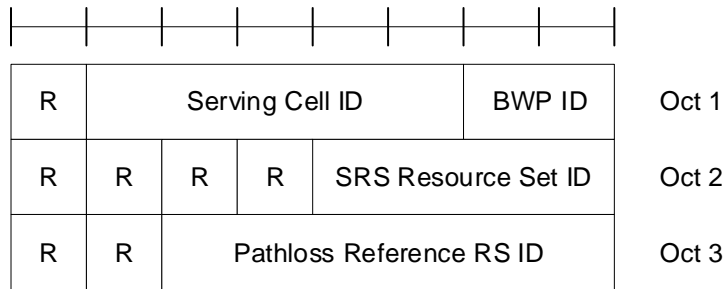 R Serving Cell ID BWP ID Oct 1
R R R R SRS Resource Set ID Oct 2
R R Pathloss Reference RS ID Oct 3